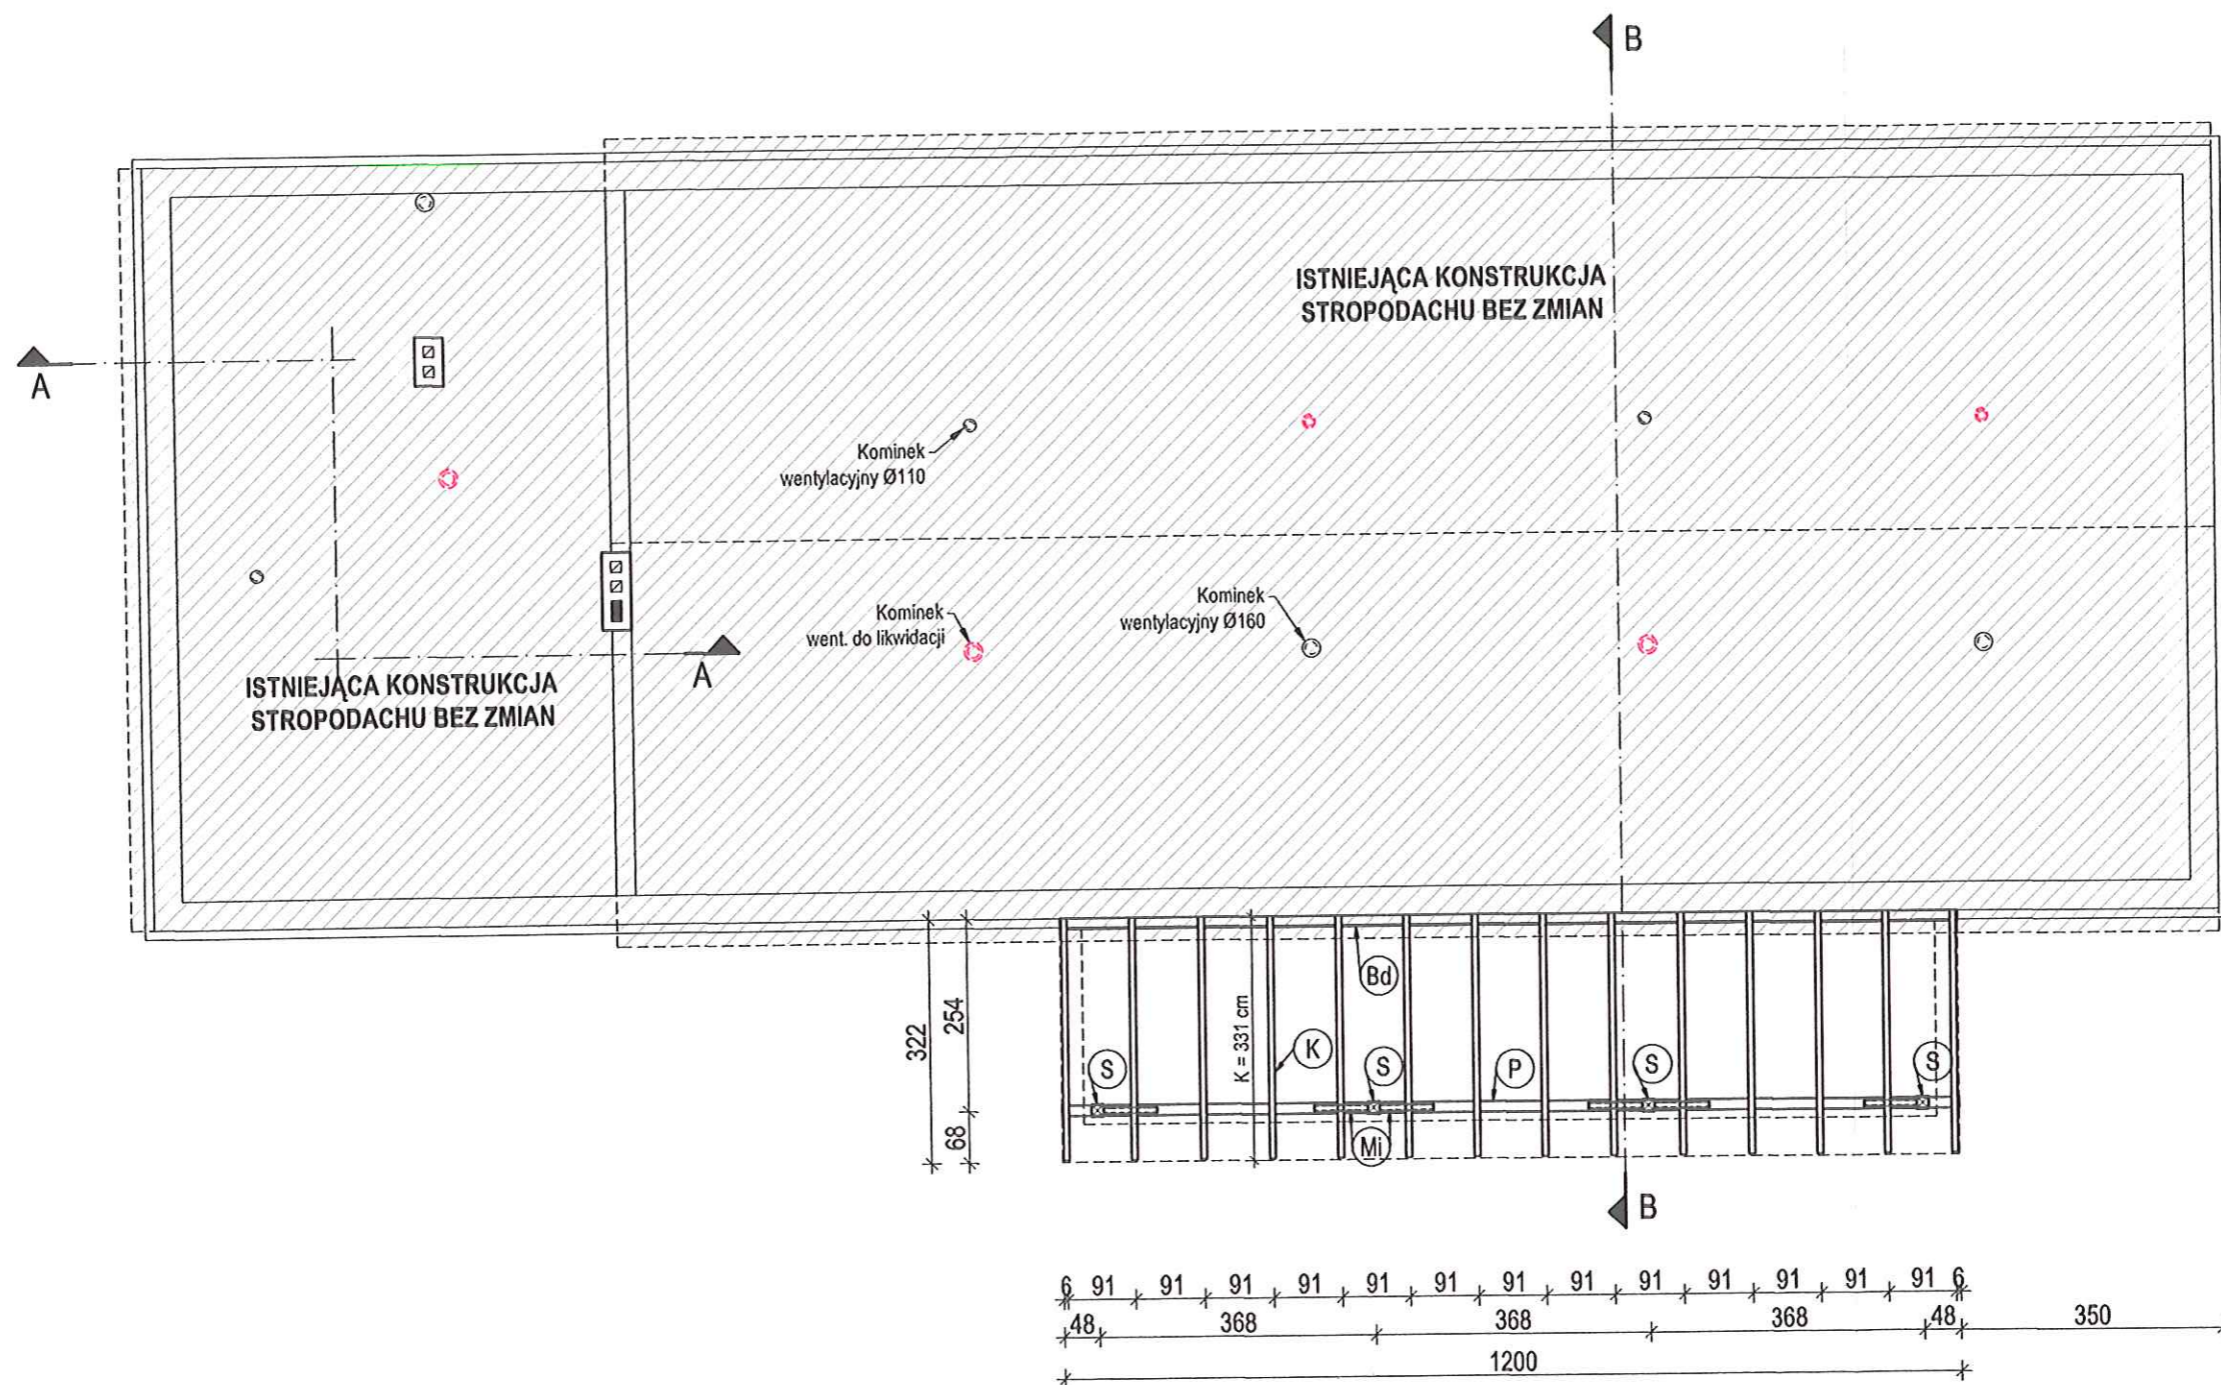 B
ISTNIEJĄCA KONSTRUKCJA
STROPODACHU BEZ ZMIAN
A
Kominek
wentylacyjny Ø110
Kominek
wentylacyjny Ø160
Kominek
went. do likwidacji
A
ISTNIEJĄCA KONSTRUKCJA
STROPODACHU BEZ ZMIAN
322
254
68
K = 331 cm
Bd
K
S
S
P
S
S
Mi
B
6 91 91 91 91 91 91 91 91 91 91 91 91 91 6
48 368 368 368 48 350
1200